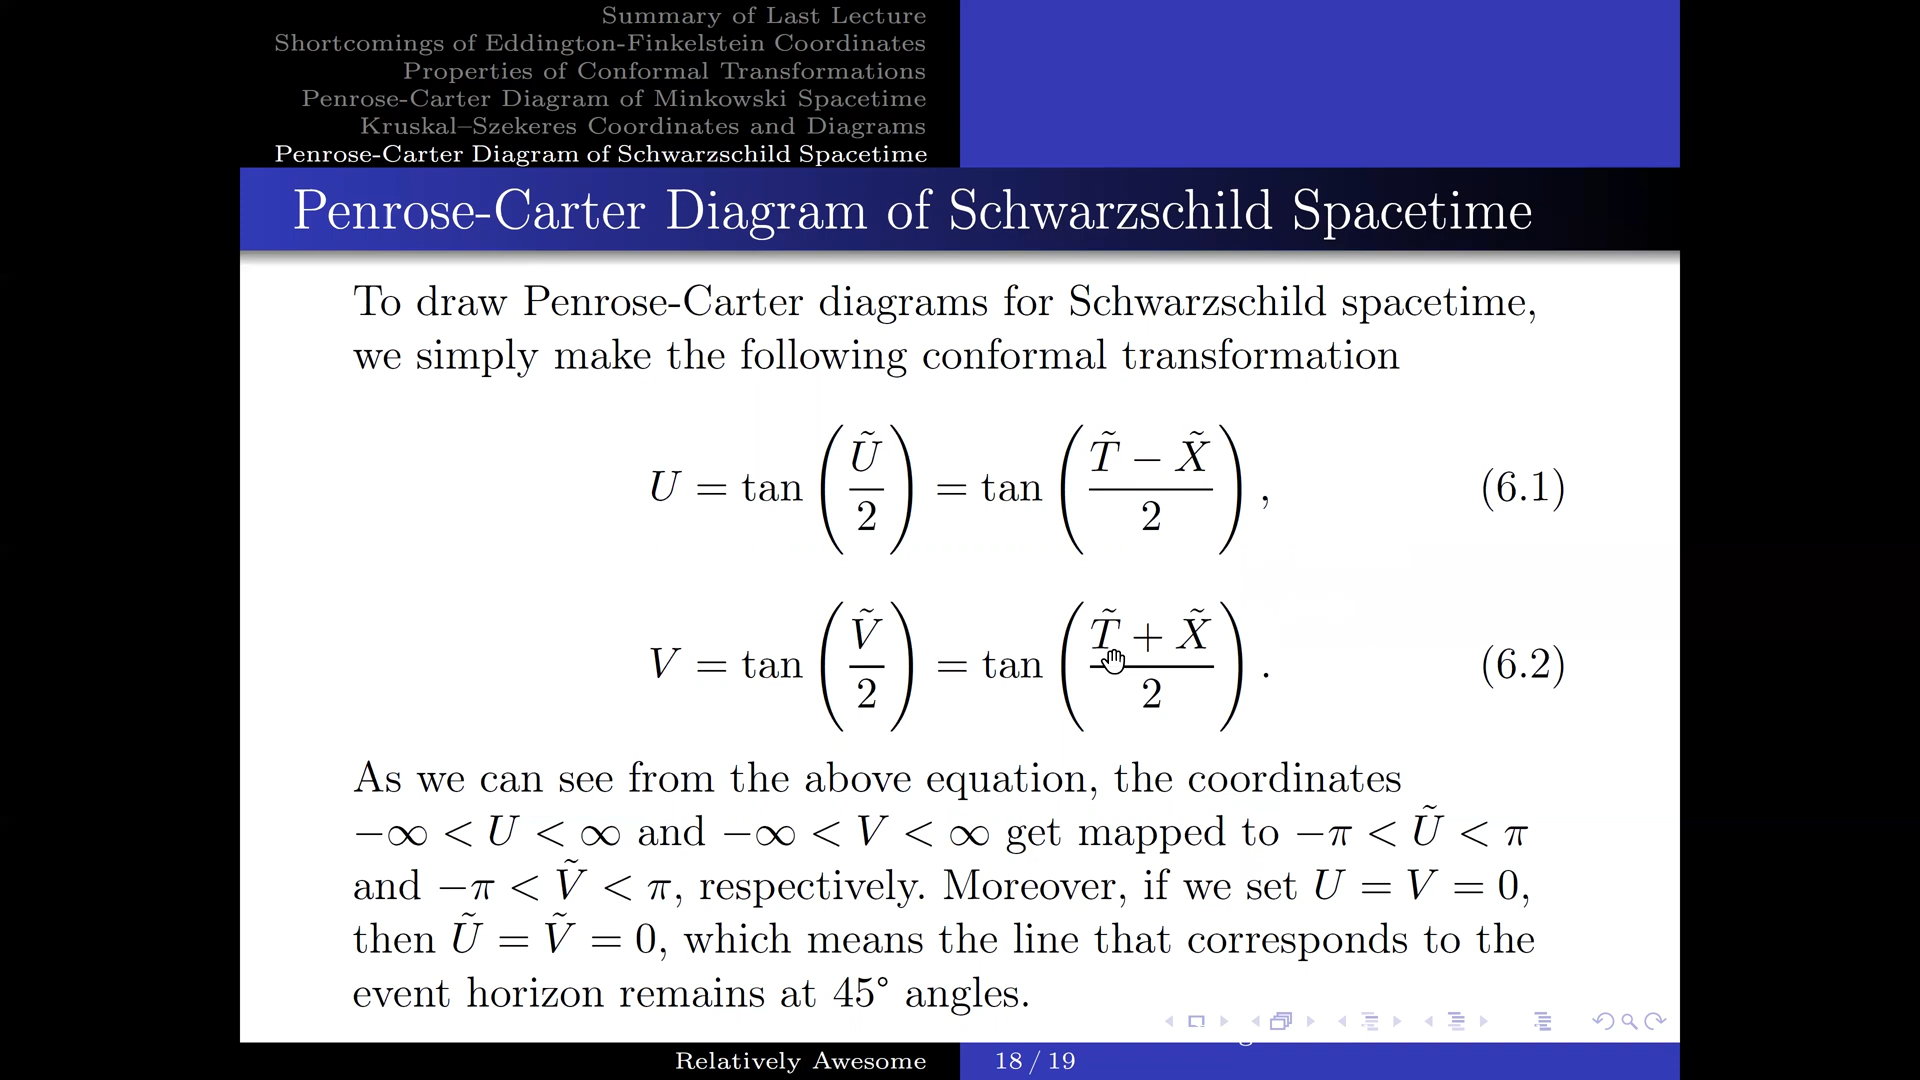 Summary of Last Lecture
Shortcomings of Eddington-Finkelstein Coordinates
Properties of Conformal Transformations
Penrose-Carter Diagram of Minkowski Spacetime
Kruskal–Szekeres Coordinates and Diagrams
Penrose-Carter Diagram of Schwarzschild Spacetime
Penrose-Carter Diagram of Schwarzschild Spacetime
To draw Penrose-Carter diagrams for Schwarzschild spacetime,
we simply make the following conformal transformation
U = tan(Ũ/2) = tan((T̃ − X̃)/2), (6.1)
V = tan(Ṽ/2) = tan((T̃ + X̃)/2). (6.2)
As we can see from the above equation, the coordinates
−∞ < U < ∞ and −∞ < V < ∞ get mapped to −π < Ũ < π
and −π < Ṽ < π, respectively. Moreover, if we set U = V = 0,
then Ũ = Ṽ = 0, which means the line that corresponds to the
event horizon remains at 45° angles.
Relatively Awesome 18 / 19